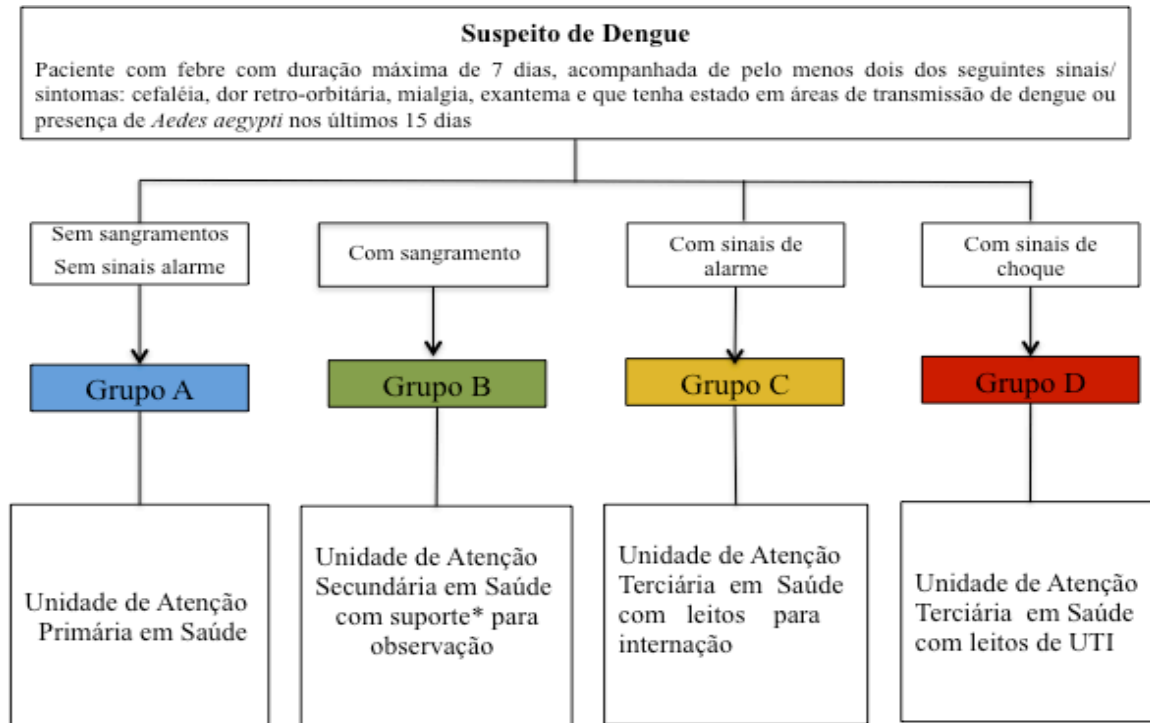 Suspeito de Dengue
Paciente com febre com duração máxima de 7 dias, acompanhada de pelo menos dois dos seguintes sinais/
sintomas: cefaléia, dor retro-orbitária, mialgia, exantema e que tenha estado em áreas de transmissão de dengue ou
presença de Aedes aegypti nos últimos 15 dias
Sem sangramentos
Sem sinais alarme
Com sangramento
Com sinais de
alarme
Com sinais de
choque
Grupo A
Grupo B
Grupo C
Grupo D
Unidade de Atenção
Primária em Saúde
Unidade de Atenção
Secundária em Saúde
com suporte* para
observação
Unidade de Atenção
Terciária em Saúde
com leitos para
internação
Unidade de Atenção
Terciária em Saúde
com leitos de UTI